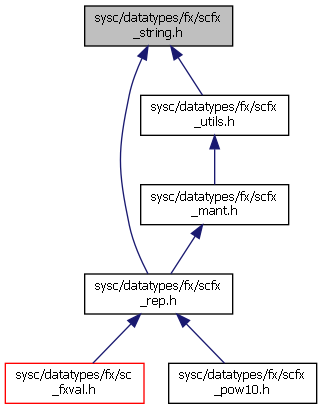 sysc/datatypes/fx/scfx
_string.h
sysc/datatypes/fx/scfx
_utils.h
sysc/datatypes/fx/scfx
_mant.h
sysc/datatypes/fx/scfx
_rep.h
sysc/datatypes/fx/sc
_fxval.h
sysc/datatypes/fx/scfx
_pow10.h